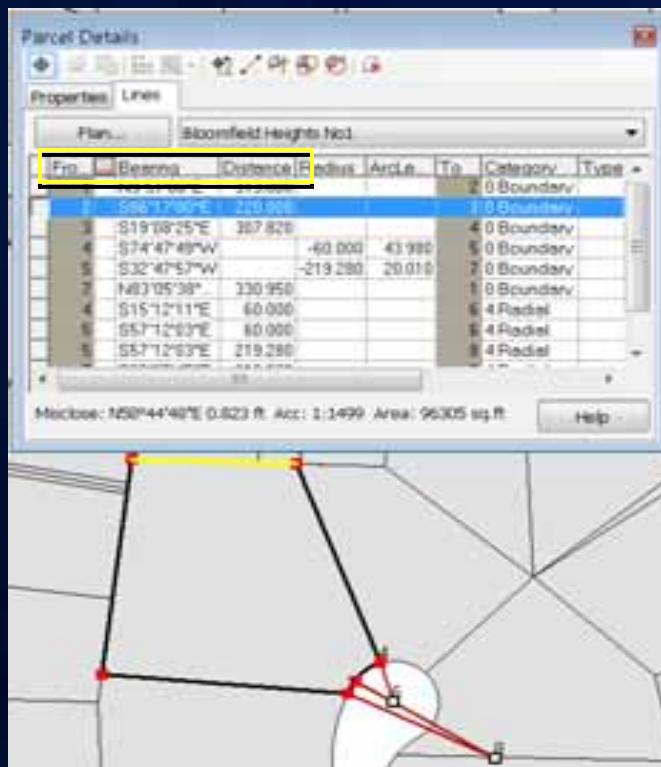 Parcel Details
Properties Lines
Plan... Bloomfield Heights No1
Fro... Bearing Distance Radius ArcLe... To Category Type
2 0 Boundary
2 S86°17'00"E 220.000 3 0 Boundary
3 S19°08'25"E 307.820 4 0 Boundary
4 S74°47'49"W -60.000 43.980 5 0 Boundary
S32°47'57"W -219.280 20.010 7 0 Boundary
7 N83°05'38"... 330.950 1 0 Boundary
4 S15°12'11"E 60.000 6 4 Radial
5 S57°12'03"E 60.000 6 4 Radial
5 S57°12'03"E 219.280 4 Radial
Misclose: N58°44'48"E 0.823 ft Acc: 1:1499 Area: 96305 sq ft Help